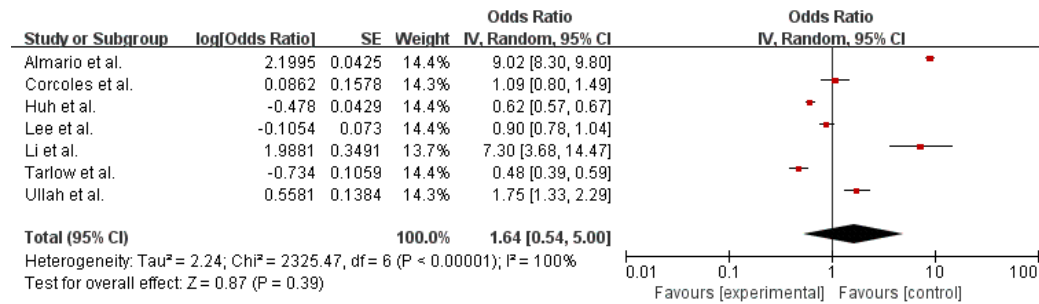 Odds Ratio Odds Ratio
Study or Subgroup log[Odds Ratio] SE Weight IV, Random, 95% CI IV, Random, 95% CI
Almario et al. 2.1995 0.0425 14.4% 9.02 [8.30, 9.80]
Corcoles et al. 0.0862 0.1578 14.3% 1.09 [0.80, 1.49]
Huh et al. -0.478 0.0429 14.4% 0.62 [0.57, 0.67]
Lee et al. -0.1054 0.073 14.4% 0.90 [0.78, 1.04]
Li et al. 1.9881 0.3491 13.7% 7.30 [3.68, 14.47]
Tarlow et al. -0.734 0.1059 14.4% 0.48 [0.39, 0.59]
Ullah et al. 0.5581 0.1384 14.3% 1.75 [1.33, 2.29]
Total (95% CI) 100.0% 1.64 [0.54, 5.00]
Heterogeneity: Tau² = 2.24; Chi² = 2325.47, df = 6 (P < 0.00001); I² = 100%
Test for overall effect: Z = 0.87 (P = 0.39)
0.01 0.1 1 10 100
Favours [experimental] Favours [control]